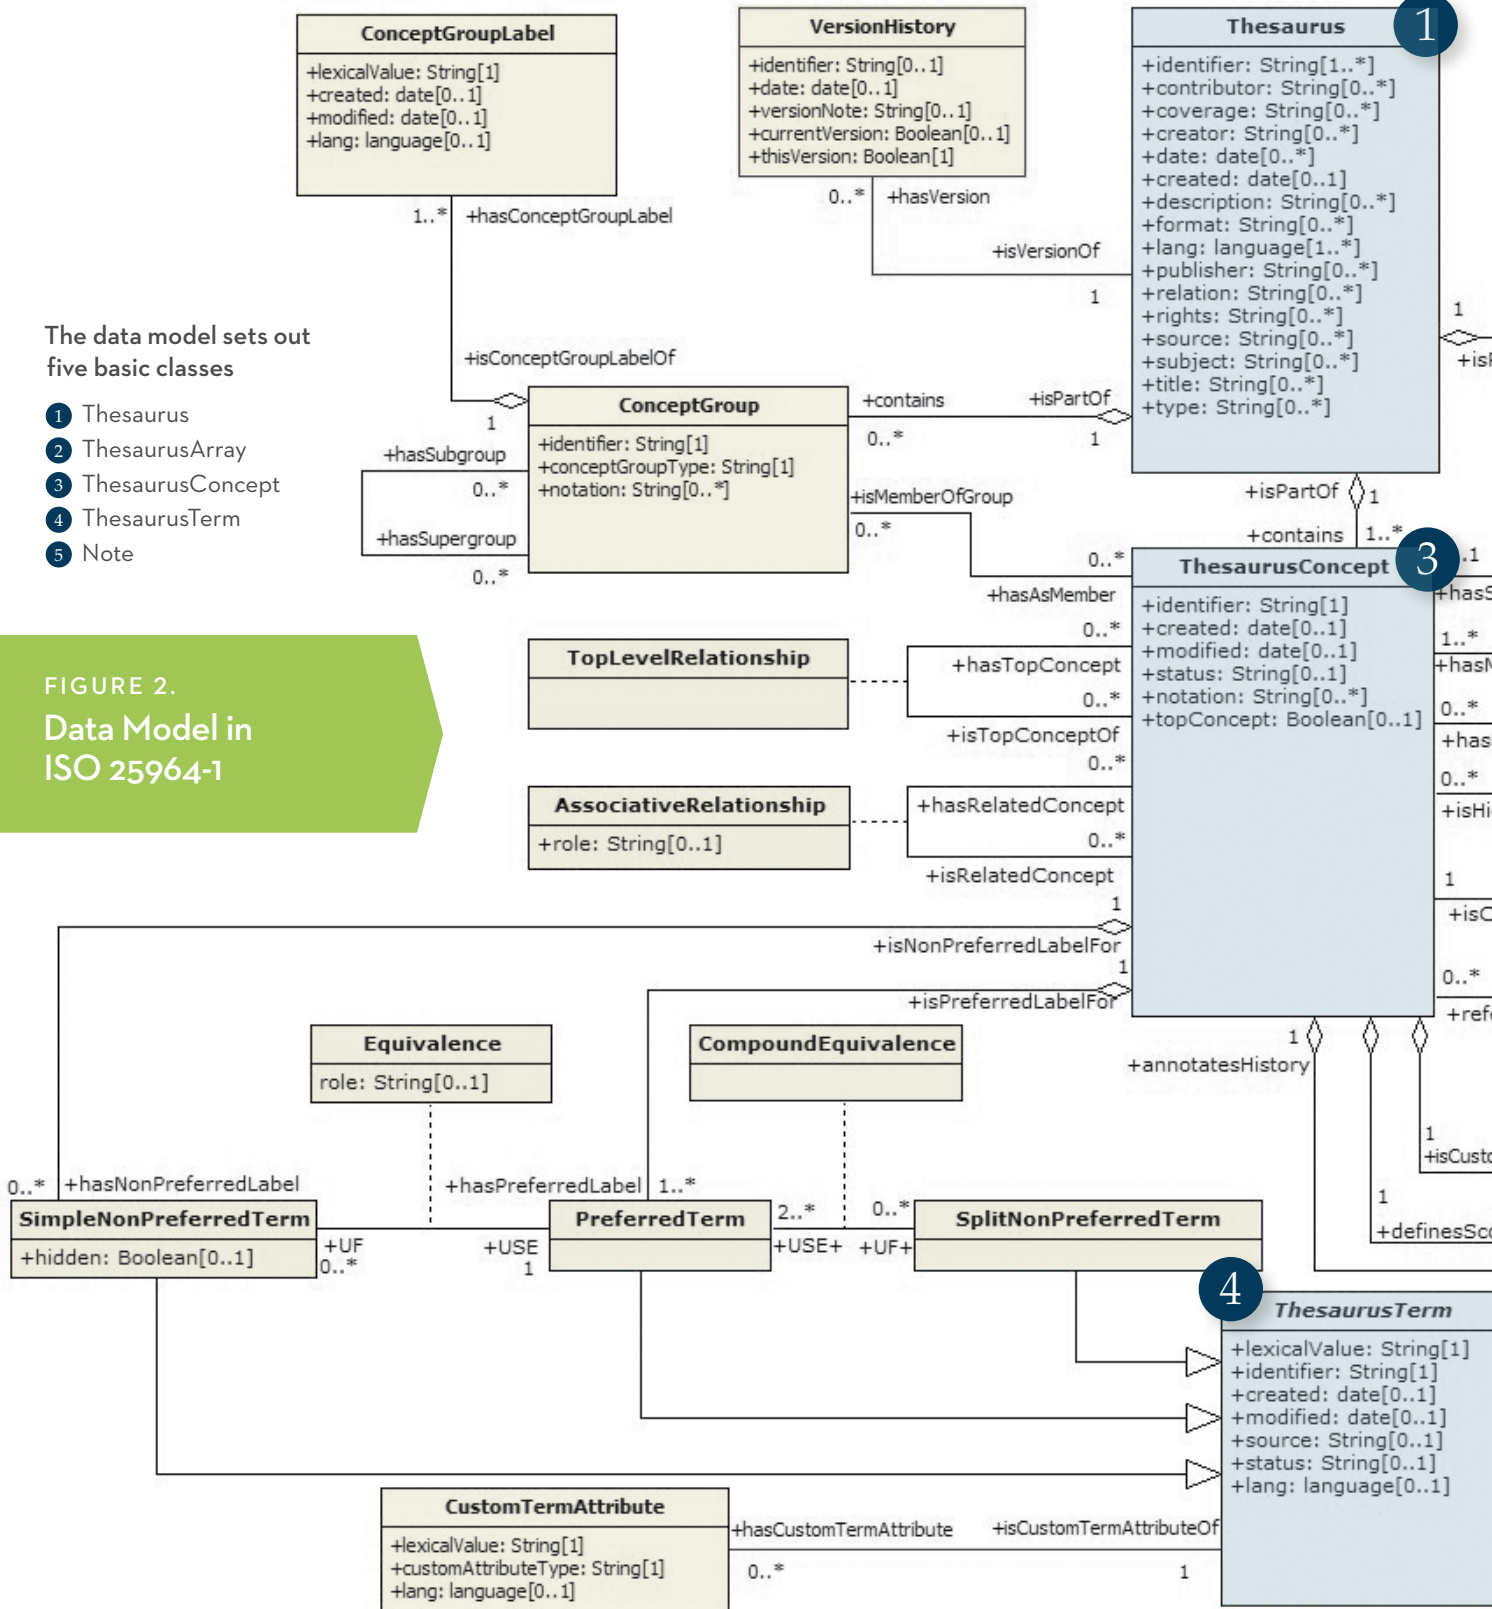 ConceptGroupLabel
+lexicalValue: String[1]
+created: date[0..1]
+modified: date[0..1]
+lang: language[0..1]
1..* +hasConceptGroupLabel
VersionHistory
+identifier: String[0..1]
+date: date[0..1]
+versionNote: String[0..1]
+currentVersion: Boolean[0..1]
+thisVersion: Boolean[1]
0..* +hasVersion
+isVersionOf
1
Thesaurus
1
+identifier: String[1..*]
+contributor: String[0..*]
+coverage: String[0..*]
+creator: String[0..*]
+date: date[0..*]
+created: date[0..1]
+description: String[0..*]
+format: String[0..*]
+lang: language[1..*]
+publisher: String[0..*]
+relation: String[0..*]
+rights: String[0..*]
+source: String[0..*]
+subject: String[0..*]
+title: String[0..*]
+type: String[0..*]
1
The data model sets out
five basic classes
1 Thesaurus
2 ThesaurusArray
3 ThesaurusConcept
4 ThesaurusTerm
5 Note
+isConceptGroupLabelOf
1
ConceptGroup
+identifier: String[1]
+conceptGroupType: String[1]
+notation: String[0..*]
+contains +isPartOf
0..* 1
+hasSubgroup
0..*
+hasSupergroup
0..*
+isMemberOfGroup
0..*
0..*
+hasAsMember
+isPartOf 1
+contains 1..*
FIGURE 2.
Data Model in
ISO 25964-1
ThesaurusConcept
3
+identifier: String[1]
+created: date[0..1]
+modified: date[0..1]
+status: String[0..1]
+notation: String[0..*]
+topConcept: Boolean[0..1]
..1
1..*
0..*
0..*
1
0..*
TopLevelRelationship
0..*
+hasTopConcept
0..*
+isTopConceptOf
AssociativeRelationship
+role: String[0..1]
0..*
+hasRelatedConcept
0..*
+isRelatedConcept
1
+isNonPreferredLabelFor
1
+isPreferredLabelFor
1
+annotatesHistory
1
+isCusto
1
+definesSco
Equivalence
role: String[0..1]
CompoundEquivalence
0..* +hasNonPreferredLabel
+hasPreferredLabel 1..*
SimpleNonPreferredTerm
+hidden: Boolean[0..1]
+UF
0..*
+USE
1
PreferredTerm
2..*
+USE+
0..*
+UF+
SplitNonPreferredTerm
4
ThesaurusTerm
+lexicalValue: String[1]
+identifier: String[1]
+created: date[0..1]
+modified: date[0..1]
+source: String[0..1]
+status: String[0..1]
+lang: language[0..1]
CustomTermAttribute
+lexicalValue: String[1]
+customAttributeType: String[1]
+lang: language[0..1]
+hasCustomTermAttribute +isCustomTermAttributeOf
0..* 1